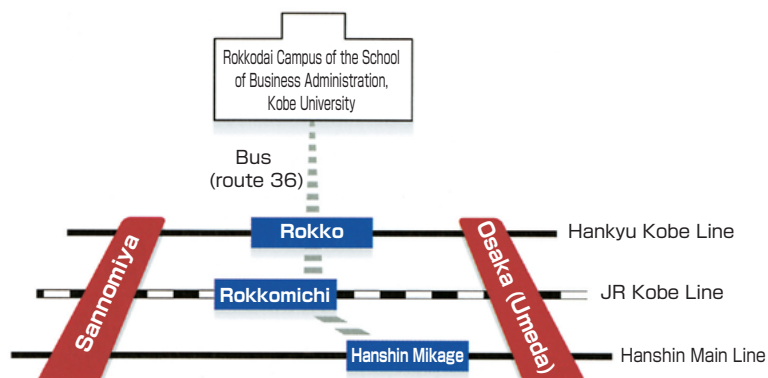 Rokkodai Campus of the School
of Business Administration,
Kobe University
Bus
(route 36)
Rokko
Hankyu Kobe Line
Sannomiya
Osaka (Umeda)
Rokkomichi
JR Kobe Line
Hanshin Mikage
Hanshin Main Line